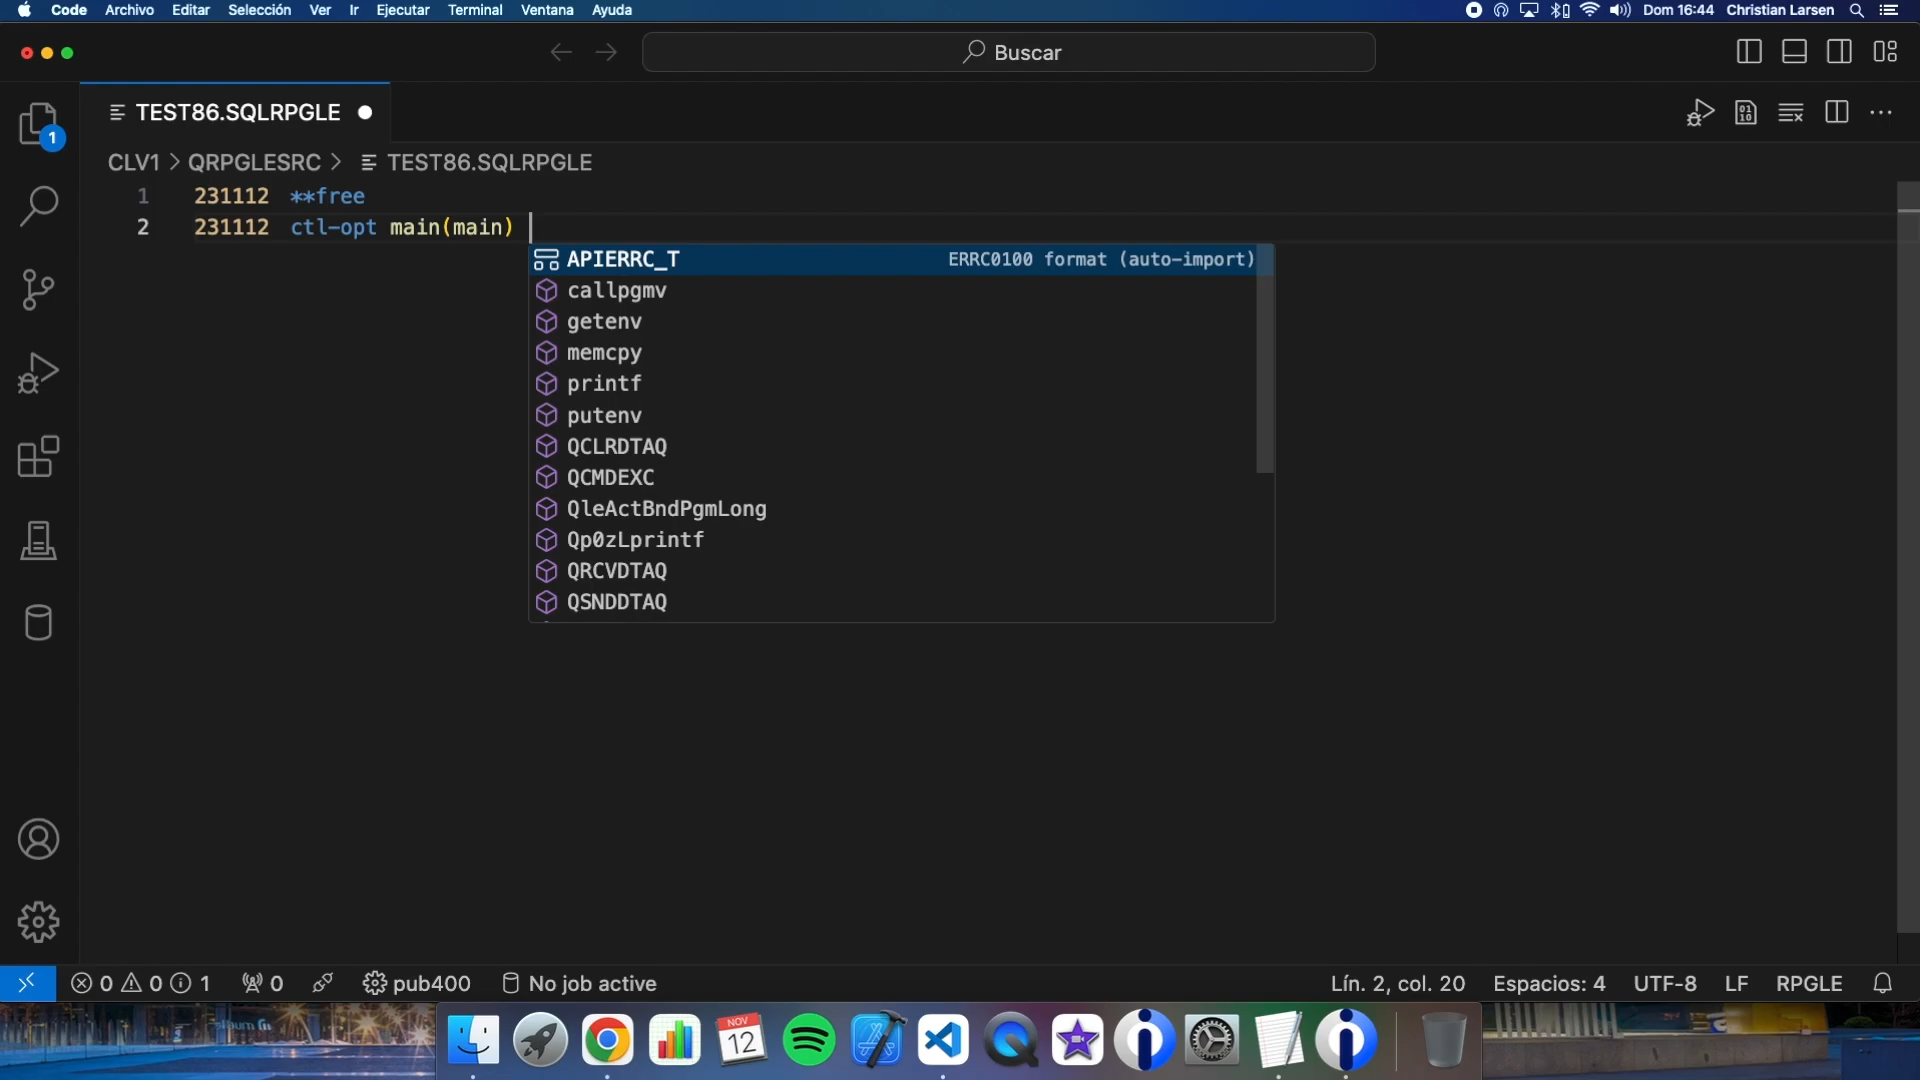 Code Archivo Editar Selección Ver Ir Ejecutar Terminal Ventana Ayuda Dom 16:44 Christian Larsen
Buscar
TEST86.SQLRPGLE
1
CLV1 > QRPGLESRC > TEST86.SQLRPGLE
1 231112 **free
2 231112 ctl-opt main(main)
APIERRC_T ERRC0100 format (auto-import)
callpgmv
getenv
memcpy
printf
putenv
QCLRDTAQ
QCMDEXC
QleActBndPgmLong
Qp0zLprintf
QRCVDTAQ
QSNDDTAQ
0 0 1 0 pub400 No job active Lín. 2, col. 20 Espacios: 4 UTF-8 LF RPGLE
NOV
12